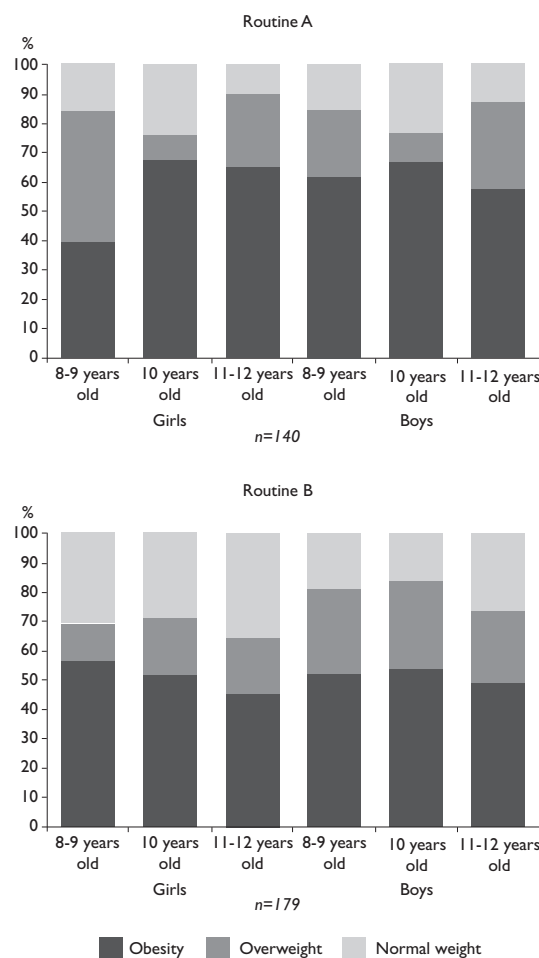 Routine A
%
100
90
80
70
60
50
40
30
20
10
0
8-9 years old
10 years old
11-12 years old
8-9 years old
10 years old
11-12 years old
Girls
Boys
n=140
Routine B
%
100
90
80
70
60
50
40
30
20
10
0
8-9 years old
10 years old
11-12 years old
8-9 years old
10 years old
11-12 years old
Girls
Boys
n=179
Obesity Overweight Normal weight